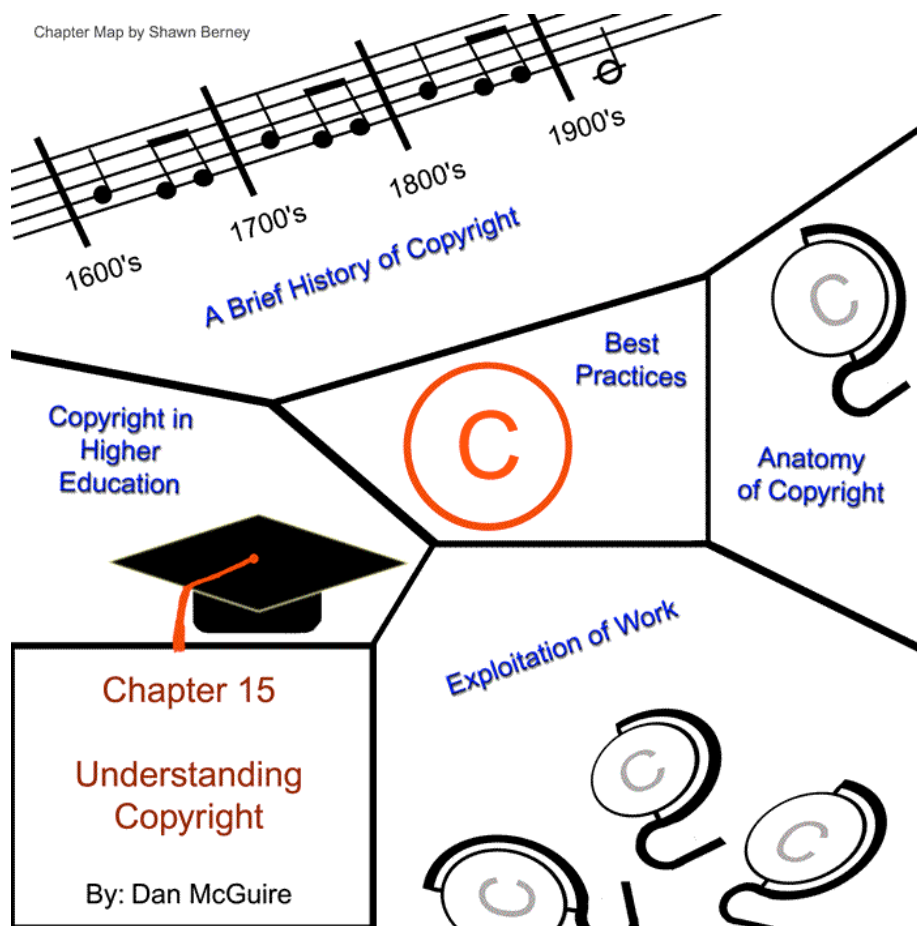 Chapter Map by Shawn Berney
1600's
1700's
1800's
1900's
A Brief History of Copyright
Best
Practices
C
C
Anatomy
of Copyright
Copyright in
Higher
Education
Exploitation of Work
C
C
C
Chapter 15
Understanding
Copyright
By: Dan McGuire